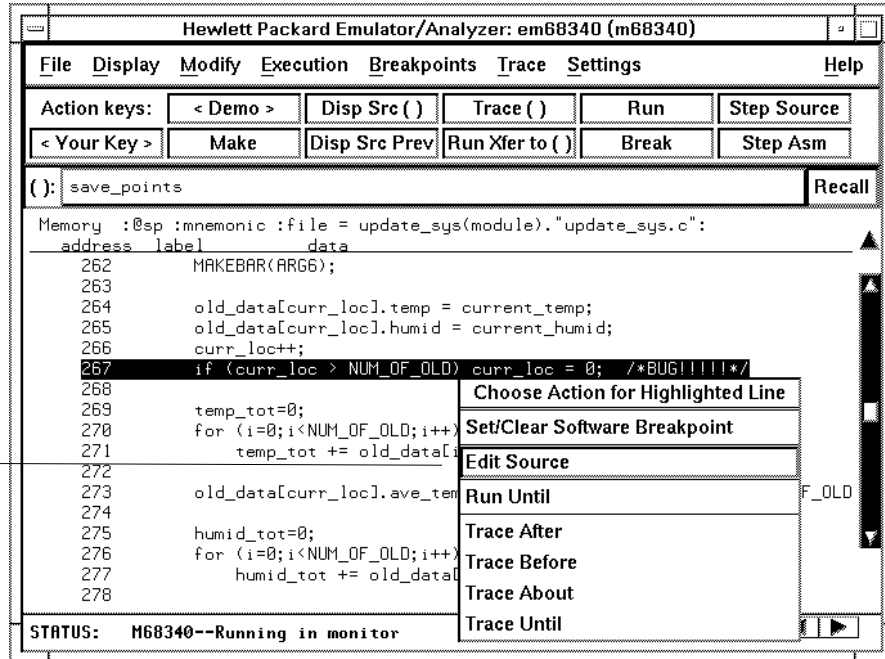 Hewlett Packard Emulator/Analyzer: em68340 (m68340)
File Display Modify Execution Breakpoints Trace Settings Help
Action keys: < Demo > Disp Src ( ) Trace ( ) Run Step Source
< Your Key > Make Disp Src Prev Run Xfer to ( ) Break Step Asm
( ): save_points Recall
Memory :@sp :mnemonic :file = update_sys(module)."update_sys.c":
address label data
262 MAKEBAR(ARG6);
263
264 old_data[curr_loc].temp = current_temp;
265 old_data[curr_loc].humid = current_humid;
266 curr_loc++;
267 if (curr_loc > NUM_OF_OLD) curr_loc = 0; /*BUG!!!!!*/
268
269 temp_tot=0;
270 for (i=0;i<NUM_OF_OLD;i++)
271 temp_tot += old_data[i
272
273 old_data[curr_loc].ave_tem F_OLD
274
275 humid_tot=0;
276 for (i=0;i<NUM_OF_OLD;i++)
277 humid_tot += old_data[
278
Choose Action for Highlighted Line
Set/Clear Software Breakpoint
Edit Source
Run Until
Trace After
Trace Before
Trace About
Trace Until
STATUS: M68340--Running in monitor